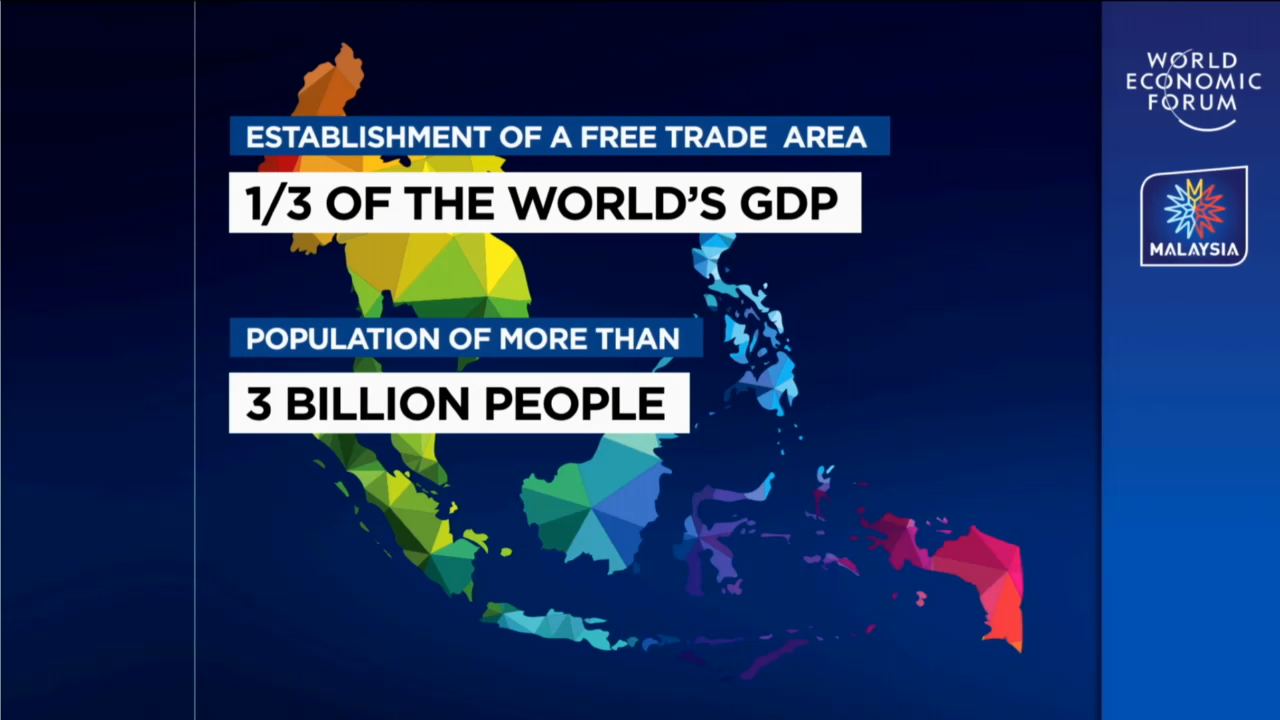 ESTABLISHMENT OF A FREE TRADE AREA
1/3 OF THE WORLD'S GDP
POPULATION OF MORE THAN
3 BILLION PEOPLE
WORLD
ECONOMIC
FORUM
MALAYSIA